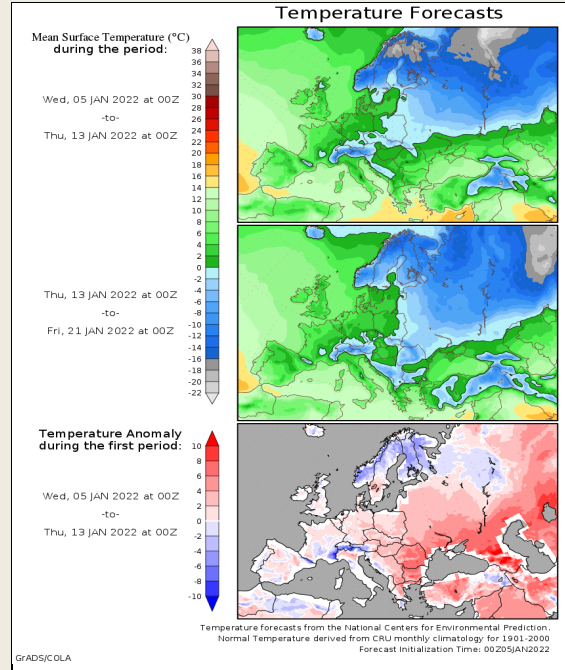 Temperature Forecasts
Mean Surface Temperature (°C)
during the period:
Wed, 05 JAN 2022 at 00Z
-to-
Thu, 13 JAN 2022 at 00Z
38
36
34
32
30
28
26
24
22
20
18
16
14
12
10
8
6
4
2
0
-2
-4
-6
-8
-10
-12
-14
-16
-18
-20
-22
Thu, 13 JAN 2022 at 00Z
-to-
Fri, 21 JAN 2022 at 00Z
Temperature Anomaly
during the first period:
Wed, 05 JAN 2022 at 00Z
-to-
Thu, 13 JAN 2022 at 00Z
10
8
6
4
2
0
-2
-4
-6
-8
-10
Temperature forecasts from the National Centers for Environmental Prediction.
Normal Temperature derived from CRU monthly climatology for 1901-2000
Forecast Initialization Time: 00Z05JAN2022
GrADS/COLA